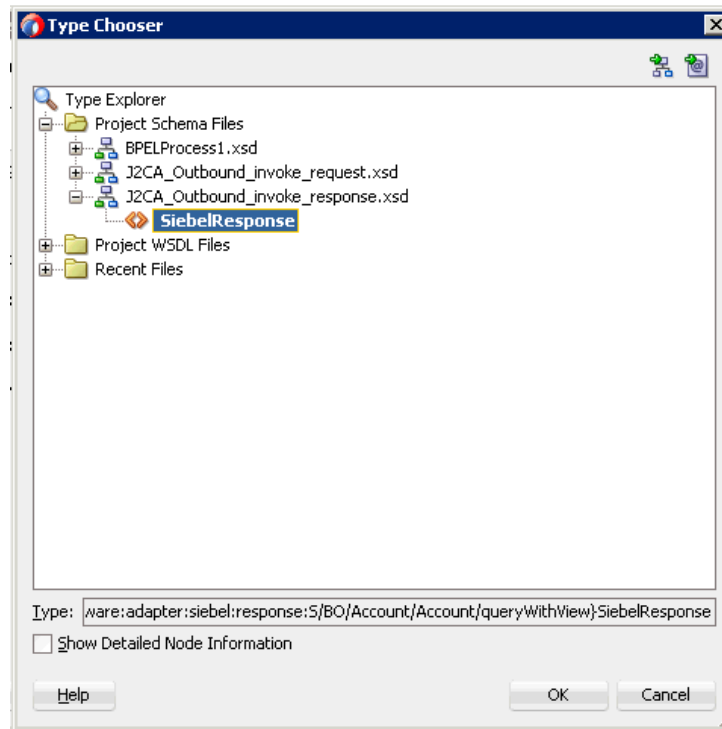 Type Chooser
Type Explorer
Project Schema Files
BPELProcess1.xsd
J2CA_Outbound_invoke_request.xsd
J2CA_Outbound_invoke_response.xsd
SiebelResponse
Project WSDL Files
Recent Files
Type: ware:adapter:siebel:response:S/BO/Account/Account/queryWithView}SiebelResponse
Show Detailed Node Information
Help OK Cancel